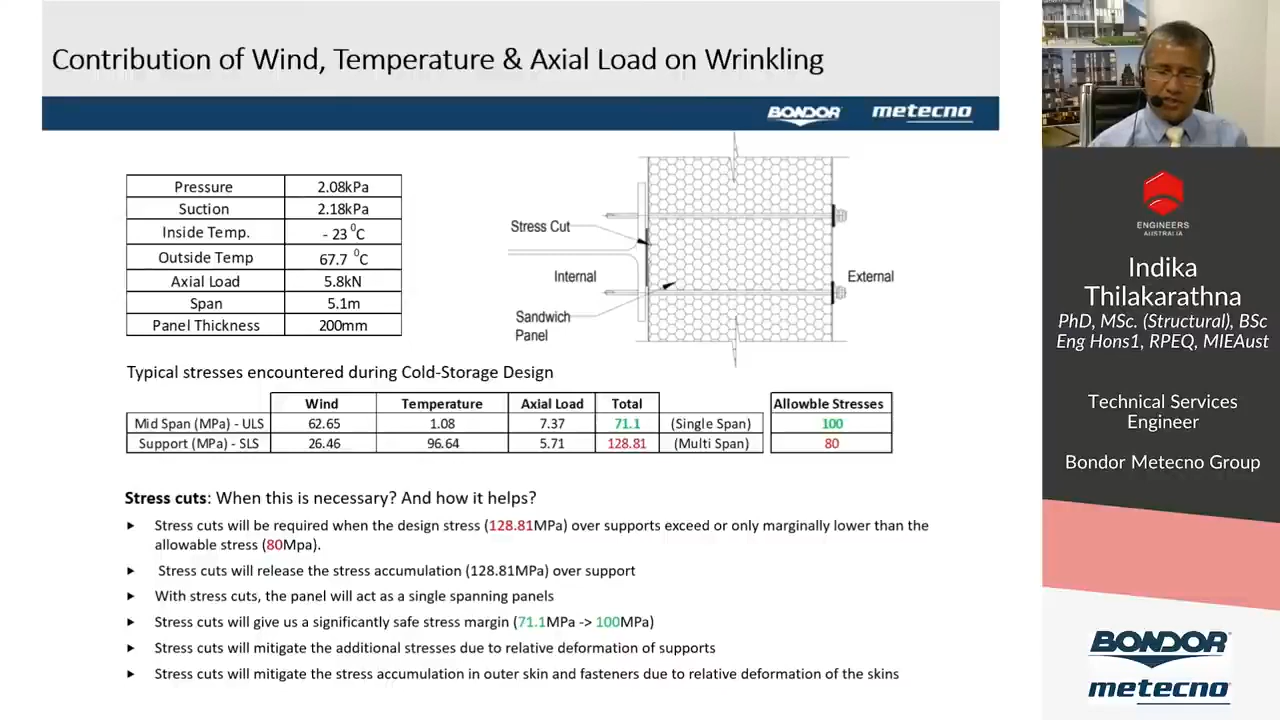 Contribution of Wind, Temperature & Axial Load on Wrinkling
BONDOR metecno
Pressure 2.08kPa
Suction 2.18kPa
Inside Temp. - 23 ⁰C
Outside Temp 67.7 ⁰C
Axial Load 5.8kN
Span 5.1m
Panel Thickness 200mm
Stress Cut
Internal
External
Sandwich
Panel
Typical stresses encountered during Cold-Storage Design
Wind Temperature Axial Load Total Allowble Stresses
Mid Span (MPa) - ULS 62.65 1.08 7.37 71.1 (Single Span) 100
Support (MPa) - SLS 26.46 96.64 5.71 128.81 (Multi Span) 80
Stress cuts: When this is necessary? And how it helps?
Stress cuts will be required when the design stress (128.81MPa) over supports exceed or only marginally lower than the
allowable stress (80Mpa).
Stress cuts will release the stress accumulation (128.81MPa) over support
With stress cuts, the panel will act as a single spanning panels
Stress cuts will give us a significantly safe stress margin (71.1MPa -> 100MPa)
Stress cuts will mitigate the additional stresses due to relative deformation of supports
Stress cuts will mitigate the stress accumulation in outer skin and fasteners due to relative deformation of the skins
ENGINEERS
AUSTRALIA
Indika
Thilakarathna
PhD, MSc. (Structural), BSc
Eng Hons1, RPEQ, MIEAust
Technical Services
Engineer
Bondor Metecno Group
BONDOR
metecno